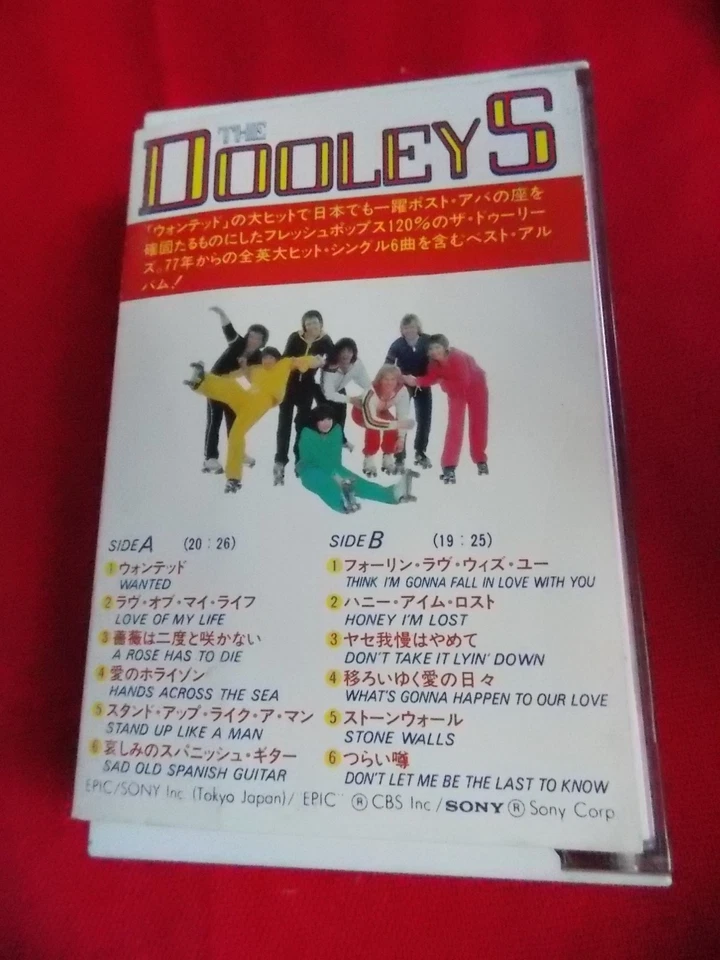 THE
DOOLEYS
「ウォンテッド」の大ヒットで日本でも一躍ポスト・アバの座を
確固たるものにしたフレッシュポップス120%のザ・ドゥーリー
ズ。77年からの全英大ヒット・シングル6曲を含むベスト・アル
バム!
SIDE A (20:26)
1 ウォンテッド
WANTED
2 ラヴ・オブ・マイ・ライフ
LOVE OF MY LIFE
3 薔薇は二度と咲かない
A ROSE HAS TO DIE
4 愛のホライゾン
HANDS ACROSS THE SEA
5 スタンド・アップ・ライク・ア・マン
STAND UP LIKE A MAN
6 哀しみのスパニッシュ・ギター
SAD OLD SPANISH GUITAR
SIDE B (19:25)
1 フォーリン・ラヴ・ウィズ・ユー
THINK I'M GONNA FALL IN LOVE WITH YOU
2 ハニー・アイム・ロスト
HONEY I'M LOST
3 ヤセ我慢はやめて
DON'T TAKE IT LYIN' DOWN
4 移ろいゆく愛の日々
WHAT'S GONNA HAPPEN TO OUR LOVE
5 ストーンウォール
STONE WALLS
6 つらい噂
DON'T LET ME BE THE LAST TO KNOW
EPIC/SONY Inc. (Tokyo Japan)/ EPIC" ® CBS Inc/SONY ® Sony Corp